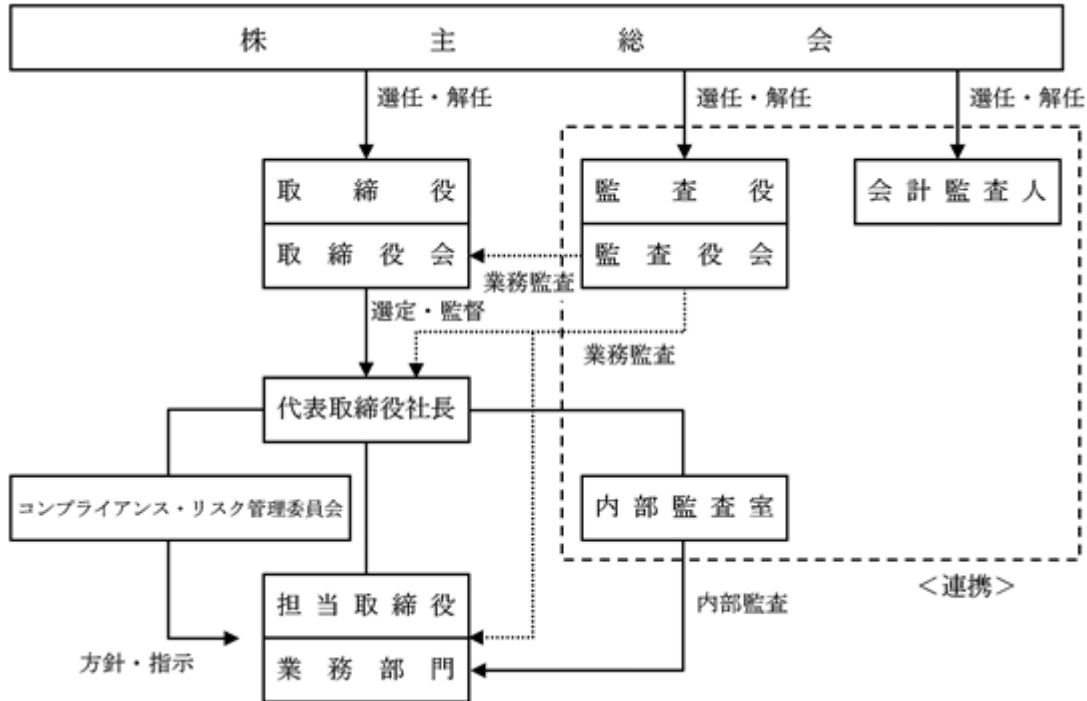 株主総会
選任・解任
選任・解任
選任・解任
取締役
監査役
会計監査人
取締役会
監査役会
業務監査
選定・監督
業務監査
代表取締役社長
コンプライアンス・リスク管理委員会
内部監査室
＜連携＞
担当取締役
内部監査
方針・指示
業務部門